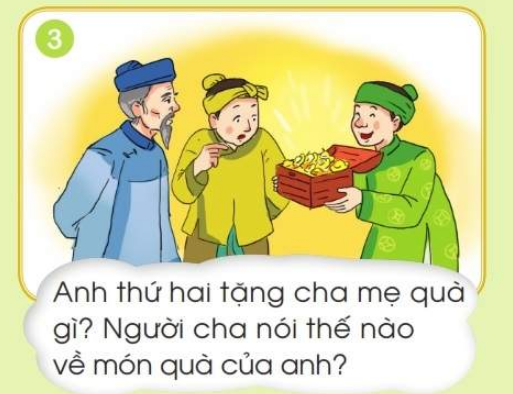 3
Anh thứ hai tặng cha mẹ quà
gì? Người cha nói thế nào
về món quà của anh?